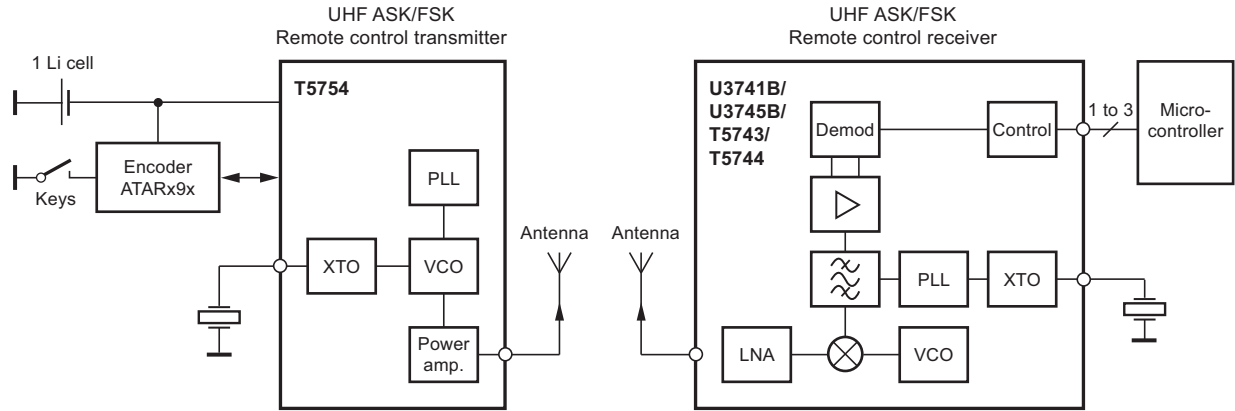 UHF ASK/FSK
Remote control transmitter
1 Li cell
T5754
Encoder
ATARx9x
Keys
PLL
XTO
VCO
Power
amp.
Antenna
UHF ASK/FSK
Remote control receiver
Antenna
U3741B/
U3745B/
T5743/
T5744
Demod
Control
1 to 3
Micro-
controller
PLL
XTO
LNA
VCO